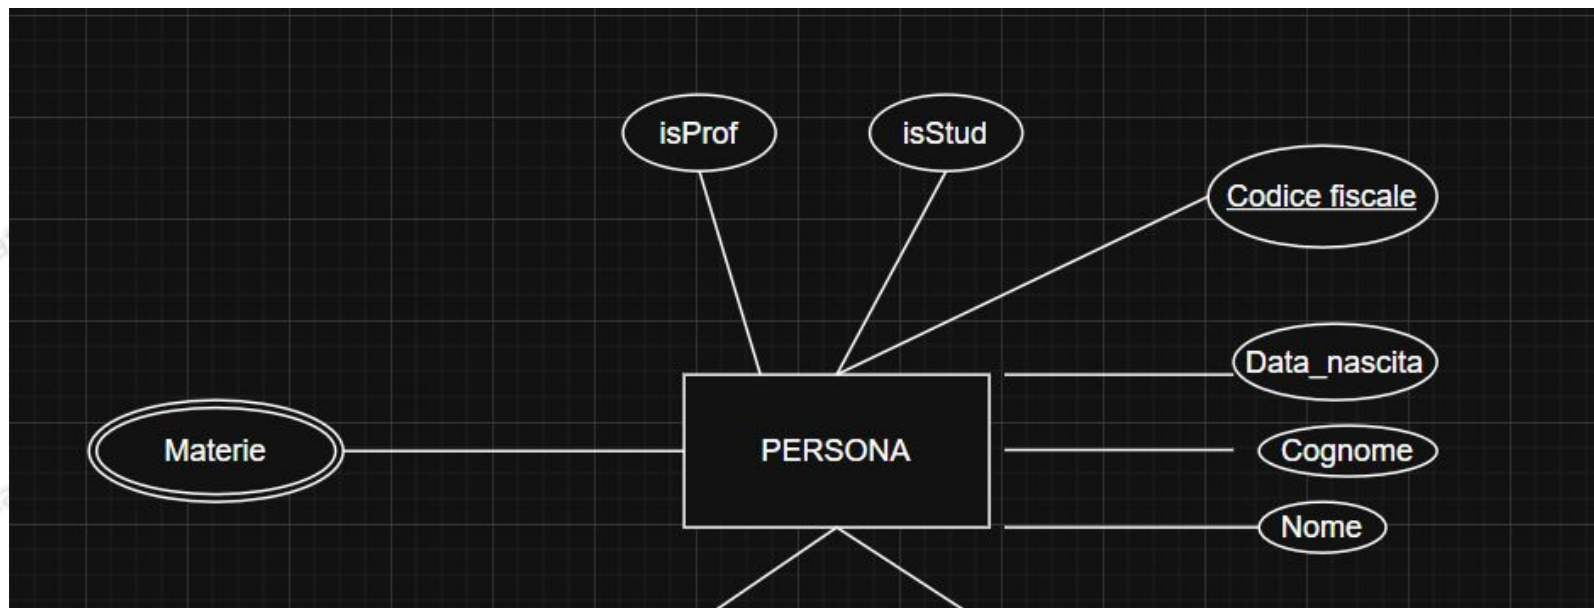 isProf
isStud
Codice fiscale
Data_nascita
Materie
PERSONA
Cognome
Nome